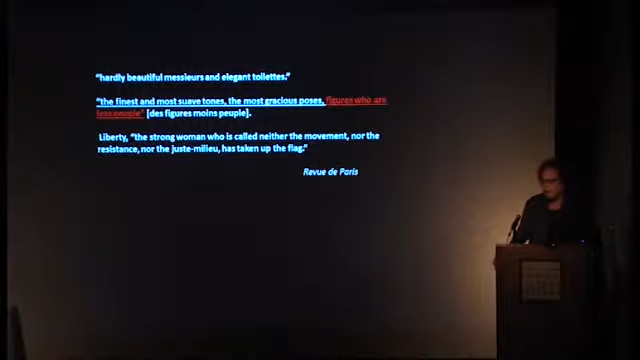 "hardly beautiful messieurs and elegant toilettes."
"the finest and most suave tones, the most gracious poses, figures who are
less people" [des figures moins peuple].
Liberty, "the strong woman who is called neither the movement, nor the
resistance, nor the juste-milieu, has taken up the flag."
Revue de Paris